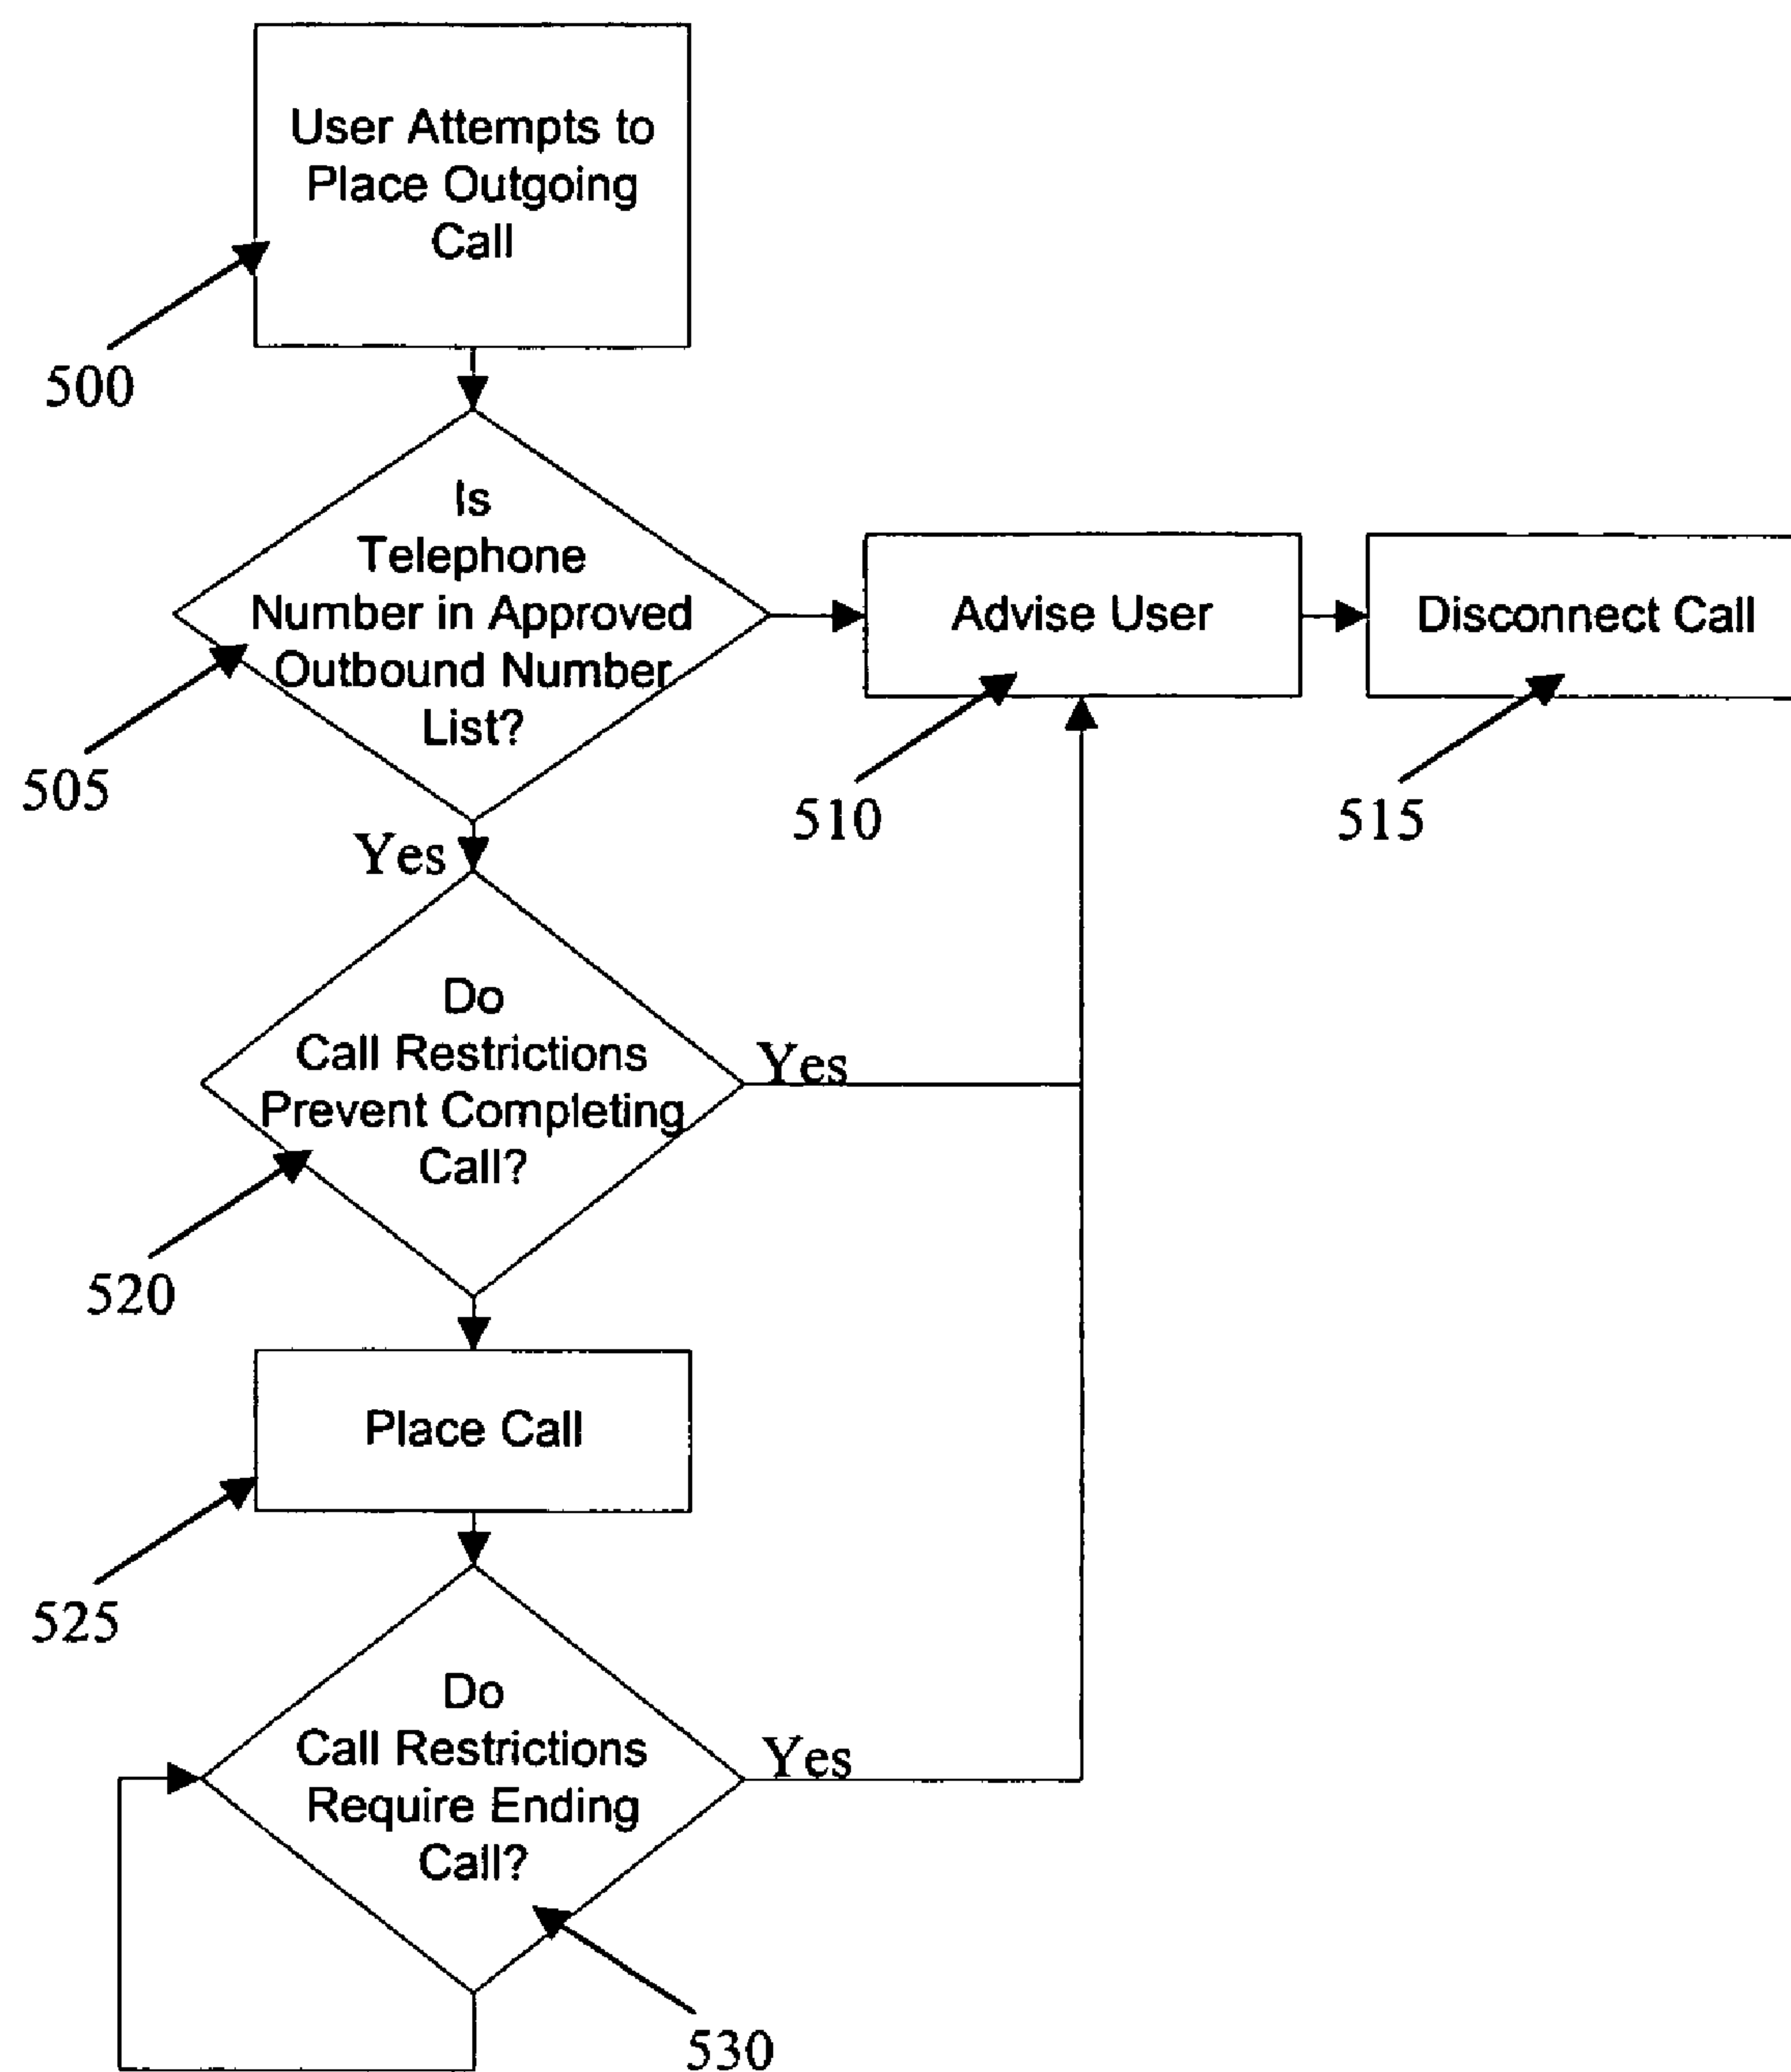 User Attempts to
Place Outgoing
Call
500
Is
Telephone
Number in Approved
Outbound Number
List?
505
Advise User
510
Disconnect Call
515
Yes
Do
Call Restrictions
Prevent Completing
Call?
Yes
520
Place Call
525
Do
Call Restrictions
Require Ending
Call?
Yes
530